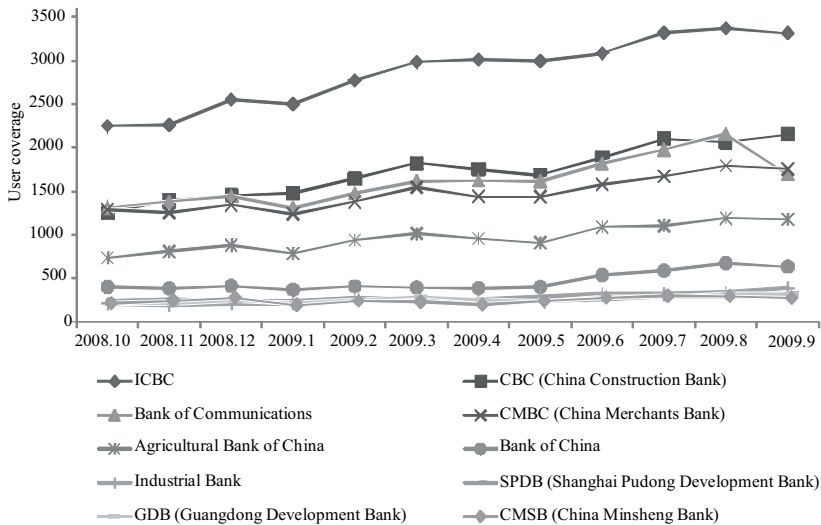 3500
3000
2500
2000
1500
1000
500
0
User coverage
2008.10 2008.11 2008.12 2009.1 2009.2 2009.3 2009.4 2009.5 2009.6 2009.7 2009.8 2009.9
ICBC
CBC (China Construction Bank)
Bank of Communications
CMBC (China Merchants Bank)
Agricultural Bank of China
Bank of China
Industrial Bank
SPDB (Shanghai Pudong Development Bank)
GDB (Guangdong Development Bank)
CMSB (China Minsheng Bank)